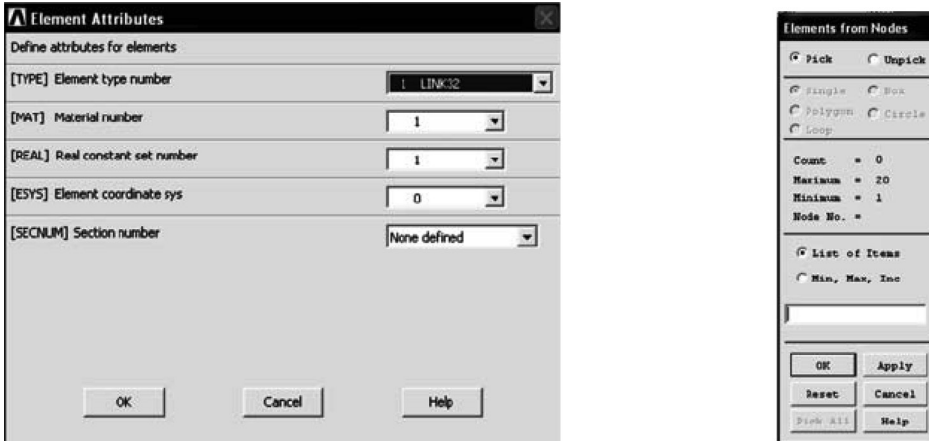 Element Attributes
Define attributes for elements
[TYPE] Element type number 1 LINK32
[MAT] Material number 1
[REAL] Real constant set number 1
[ESYS] Element coordinate sys 0
[SECNUM] Section number None defined
OK Cancel Help
Elements from Nodes
Pick Unpick
Single Box
Polygon Circle
Loop
Count = 0
Maximum = 20
Minimum = 1
Node No. =
List of Items
Min, Max, Inc
OK Apply
Reset Cancel
Pick All Help